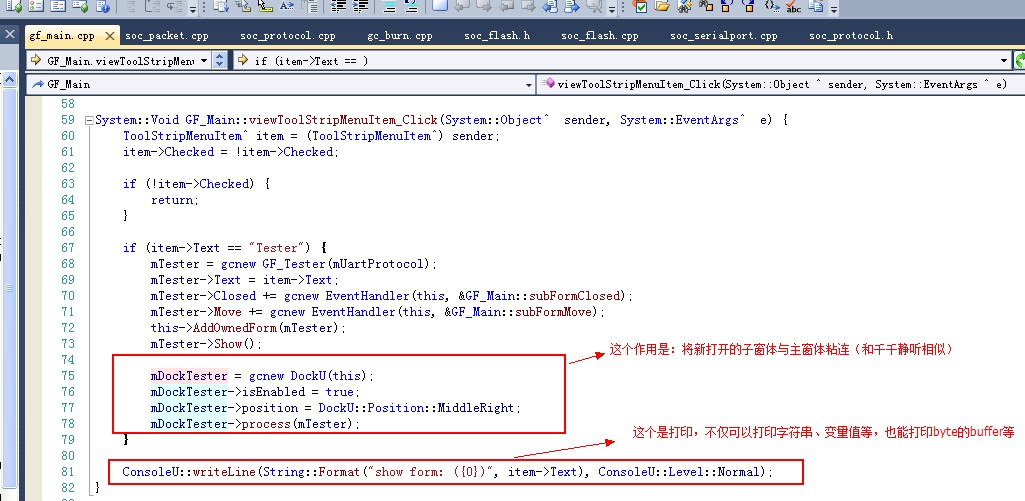 gf_main.cpp soc_packet.cpp soc_protocol.cpp gc_burn.cpp soc_flash.h soc_flash.cpp soc_serialport.cpp soc_protocol.h
GF_Main.viewToolStripMenu if (item->Text == )
GF_Main viewToolStripMenuItem_Click(System::Object ^ sender, System::EventArgs ^ e)
58
59 System::Void GF_Main::viewToolStripMenuItem_Click(System::Object^  sender, System::EventArgs^  e) {
60 ToolStripMenuItem^ item = (ToolStripMenuItem^) sender;
61 item->Checked = !item->Checked;
62
63 if (!item->Checked) {
64 return;
65 }
66
67 if (item->Text == "Tester") {
68 mTester = gcnew GF_Tester(mUartProtocol);
69 mTester->Text = item->Text;
70 mTester->Closed += gcnew EventHandler(this, &GF_Main::subFormClosed);
71 mTester->Move += gcnew EventHandler(this, &GF_Main::subFormMove);
72 this->AddOwnedForm(mTester);
73 mTester->Show();
这个作用是：将新打开的子窗体与主窗体粘连（和千千静听相似）
74
75 mDockTester = gcnew DockU(this);
76 mDockTester->isEnabled = true;
77 mDockTester->position = DockU::Position::MiddleRight;
78 mDockTester->process(mTester);
这个是打印，不仅可以打印字符串、变量值等，也能打印byte的buffer等
79 }
80
81 ConsoleU::writeLine(String::Format("show form: ({0})", item->Text), ConsoleU::Level::Normal);
82 }